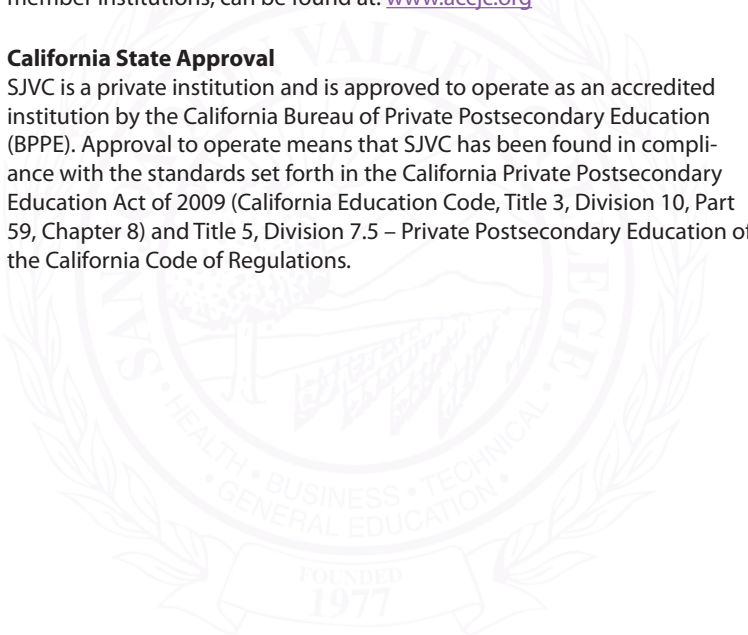 member institutions, can be found at: www.accjc.org
California State Approval
SJVC is a private institution and is approved to operate as an accredited
institution by the California Bureau of Private Postsecondary Education
(BPPE). Approval to operate means that SJVC has been found in compli-
ance with the standards set forth in the California Private Postsecondary
Education Act of 2009 (California Education Code, Title 3, Division 10, Part
59, Chapter 8) and Title 5, Division 7.5 – Private Postsecondary Education of
the California Code of Regulations.
SAN JOAQUIN VALLEY COLLEGE
• HEALTH • BUSINESS • TECHNICAL •
• GENERAL EDUCATION •
FOUNDED
1977